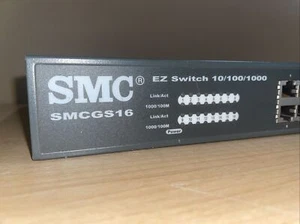 SMC®
EZ Switch 10/100/1000
SMCGS16
Link/Act
1000/100M
Link/Act
1000/100M
Power